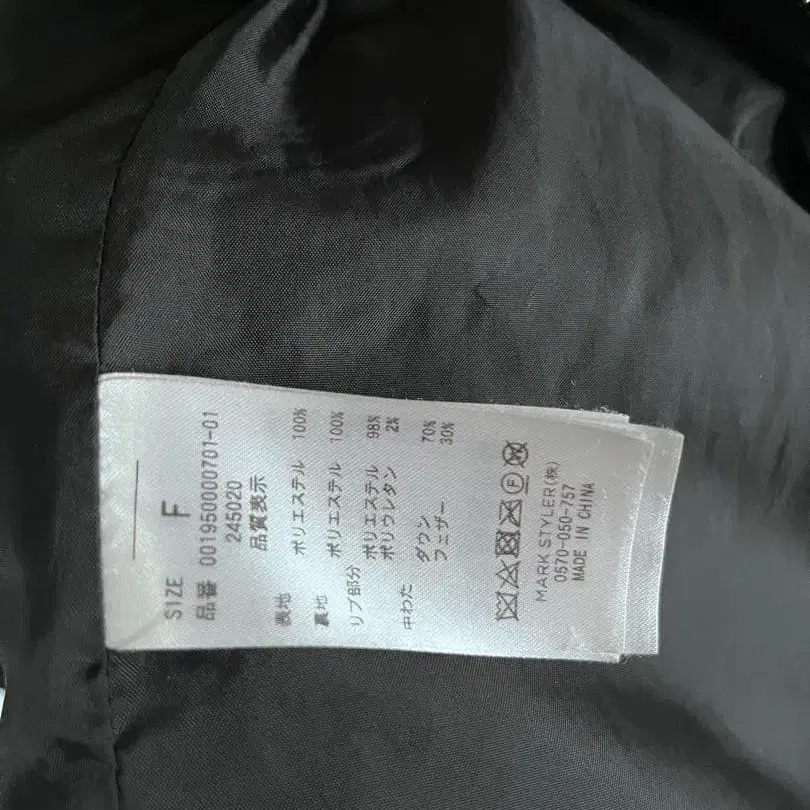 SIZE F
品番 001950000701-01
245020
品質表示
表地 ポリエステル 100%
裏地 ポリエステル 100%
リブ部分 ポリエステル 98%
ポリウレタン 2%
中わた ダウン 70%
フェザー 30%
F
MARK STYLER(株)
0570-050-757
MADE IN CHINA